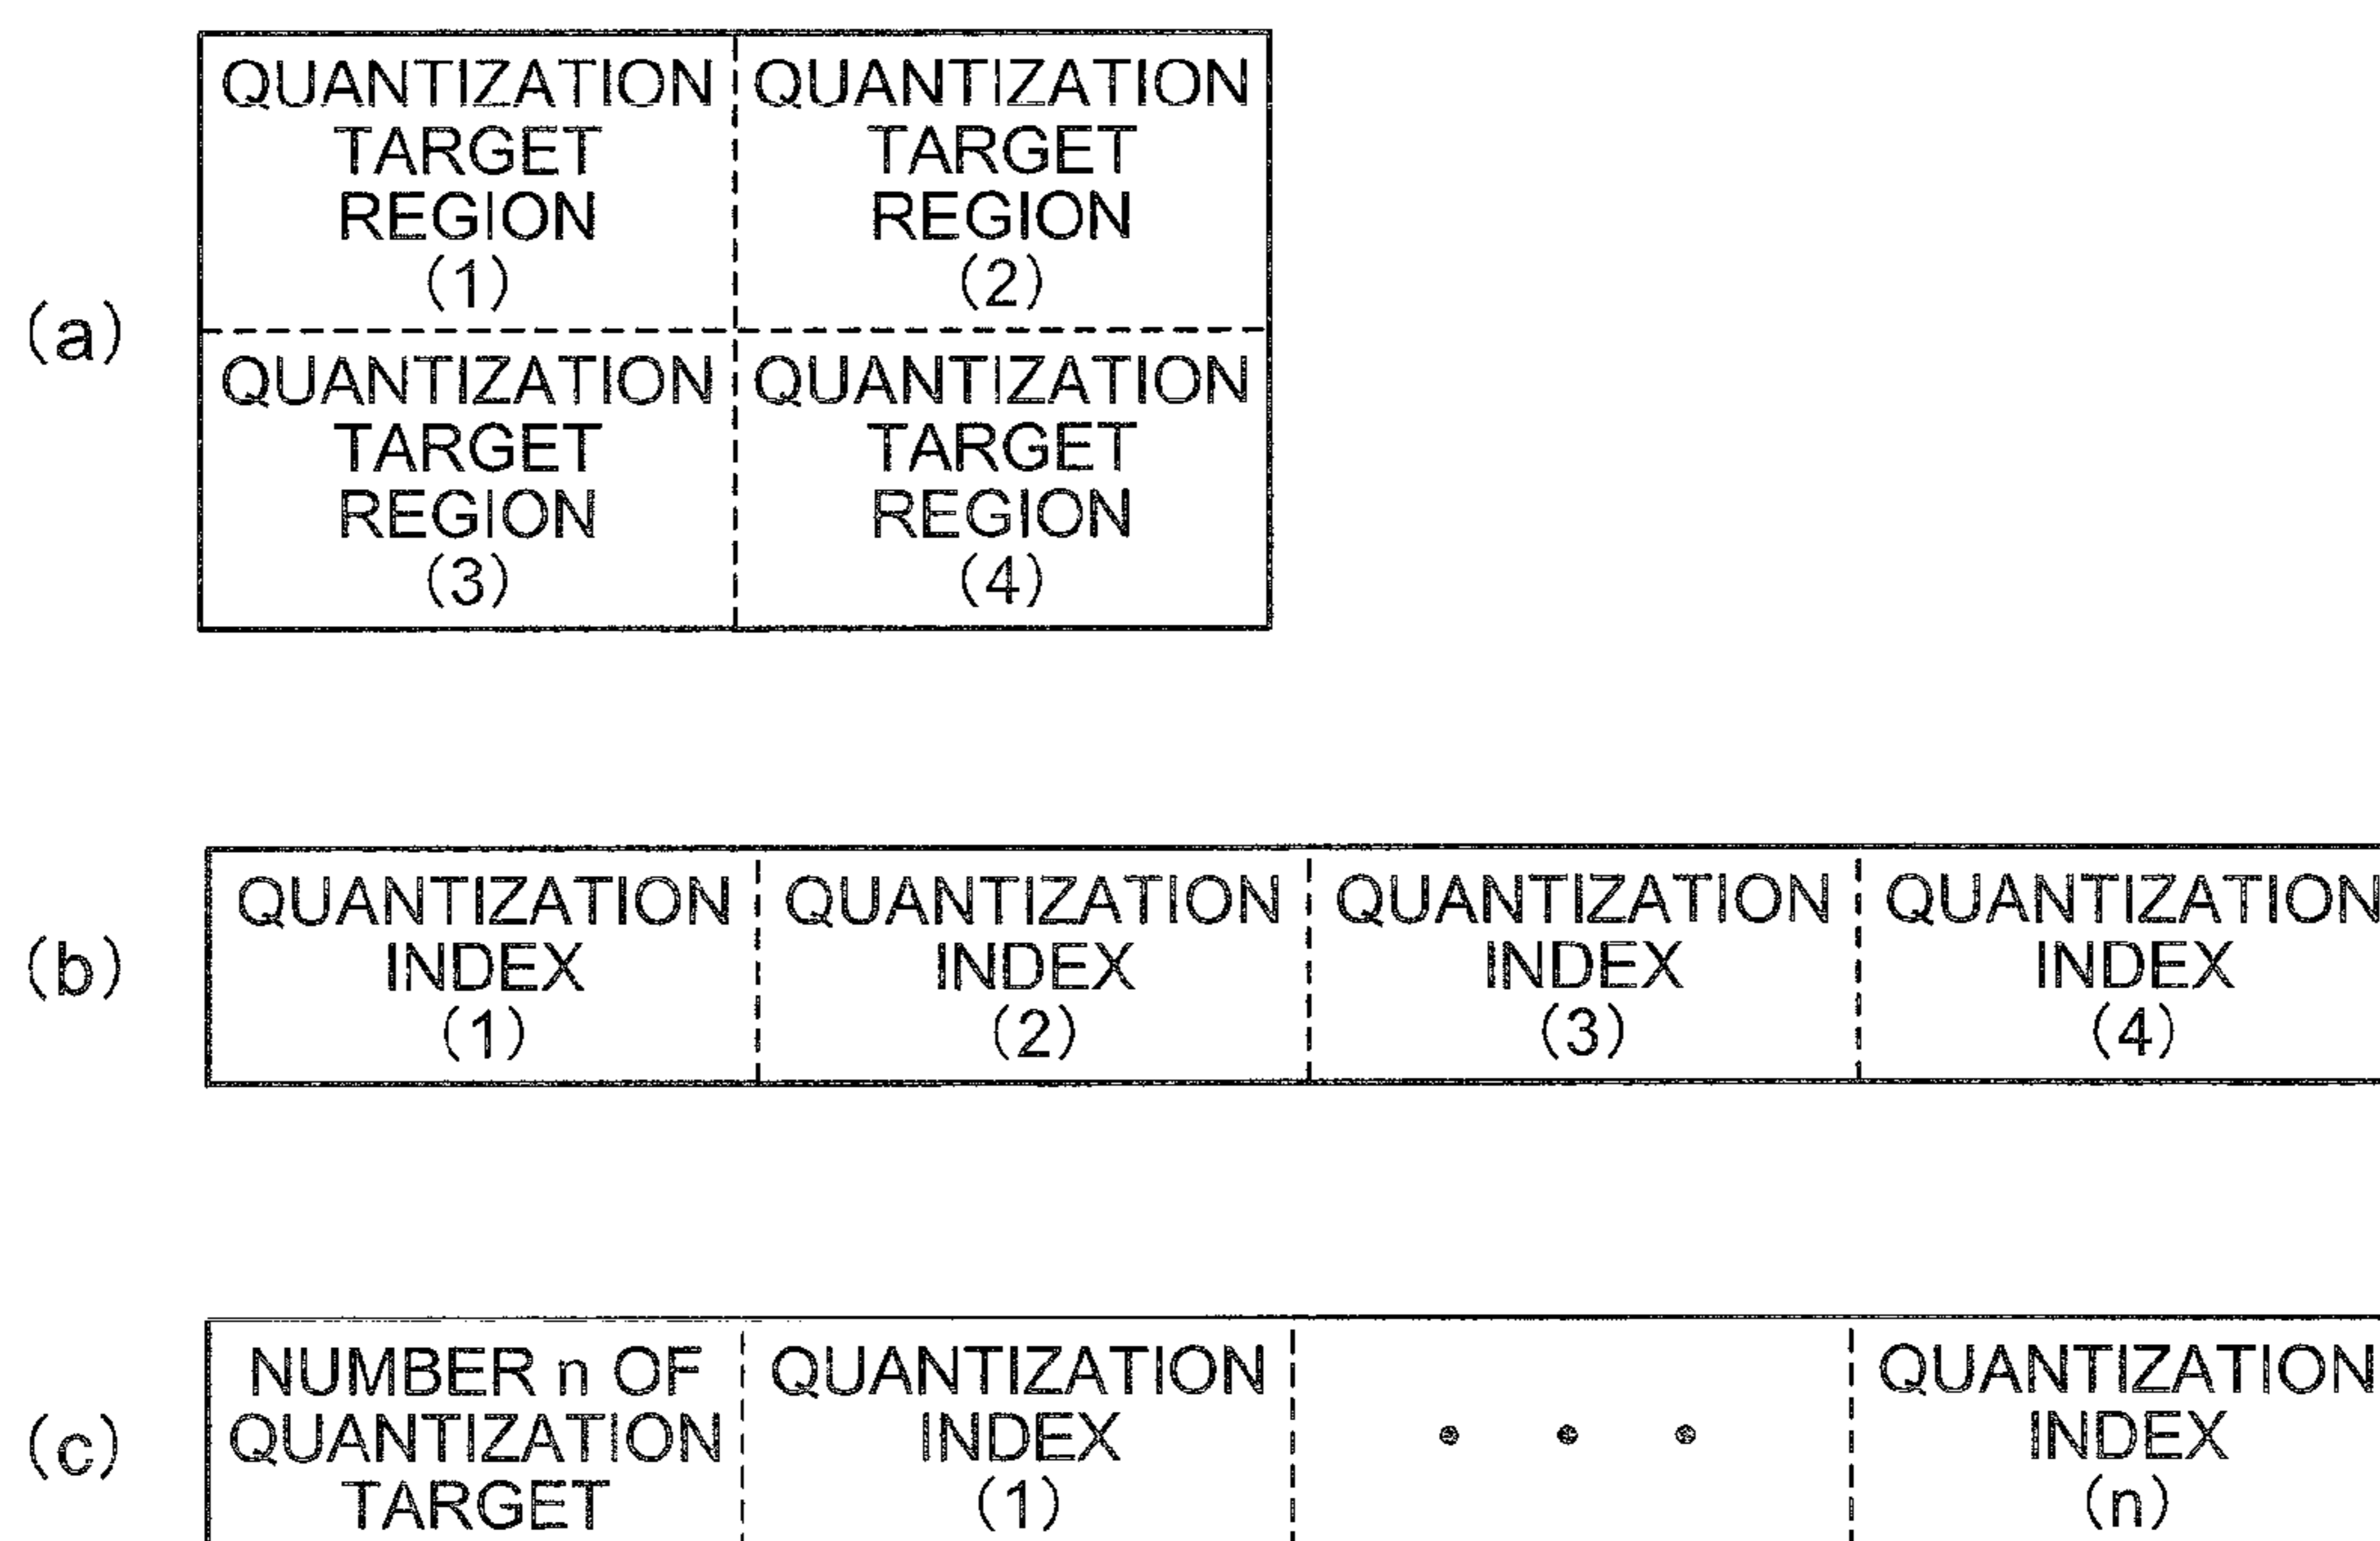 (a)
QUANTIZATION TARGET REGION (1)
QUANTIZATION TARGET REGION (2)
QUANTIZATION TARGET REGION (3)
QUANTIZATION TARGET REGION (4)
(b)
QUANTIZATION INDEX (1)
QUANTIZATION INDEX (2)
QUANTIZATION INDEX (3)
QUANTIZATION INDEX (4)
(c)
NUMBER n OF QUANTIZATION TARGET
QUANTIZATION INDEX (1)
• • •
QUANTIZATION INDEX (n)